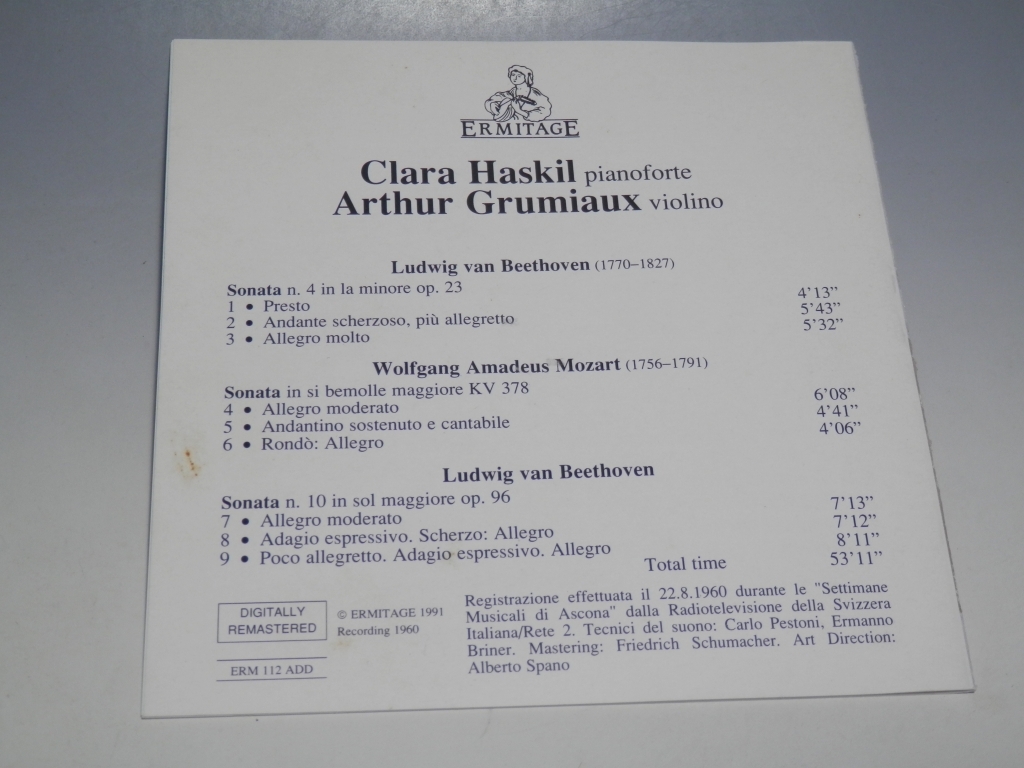 ERMITAGE
Clara Haskil pianoforte
Arthur Grumiaux violino
Ludwig van Beethoven (1770–1827)
Sonata n. 4 in la minore op. 23
1 • Presto 4'13"
2 • Andante scherzoso, più allegretto 5'43"
3 • Allegro molto 5'32"
Wolfgang Amadeus Mozart (1756–1791)
Sonata in si bemolle maggiore KV 378
4 • Allegro moderato 6'08"
5 • Andantino sostenuto e cantabile 4'41"
6 • Rondò: Allegro 4'06"
Ludwig van Beethoven
Sonata n. 10 in sol maggiore op. 96
7 • Allegro moderato 7'13"
8 • Adagio espressivo. Scherzo: Allegro 7'12"
9 • Poco allegretto. Adagio espressivo. Allegro 8'11"
Total time 53'11"
DIGITALLY
REMASTERED
© ERMITAGE 1991
Recording 1960
ERM 112 ADD
Registrazione effettuata il 22.8.1960 durante le "Settimane
Musicali di Ascona" dalla Radiotelevisione della Svizzera
Italiana/Rete 2. Tecnici del suono: Carlo Pestoni, Ermanno
Briner. Mastering: Friedrich Schumacher. Art Direction:
Alberto Spano